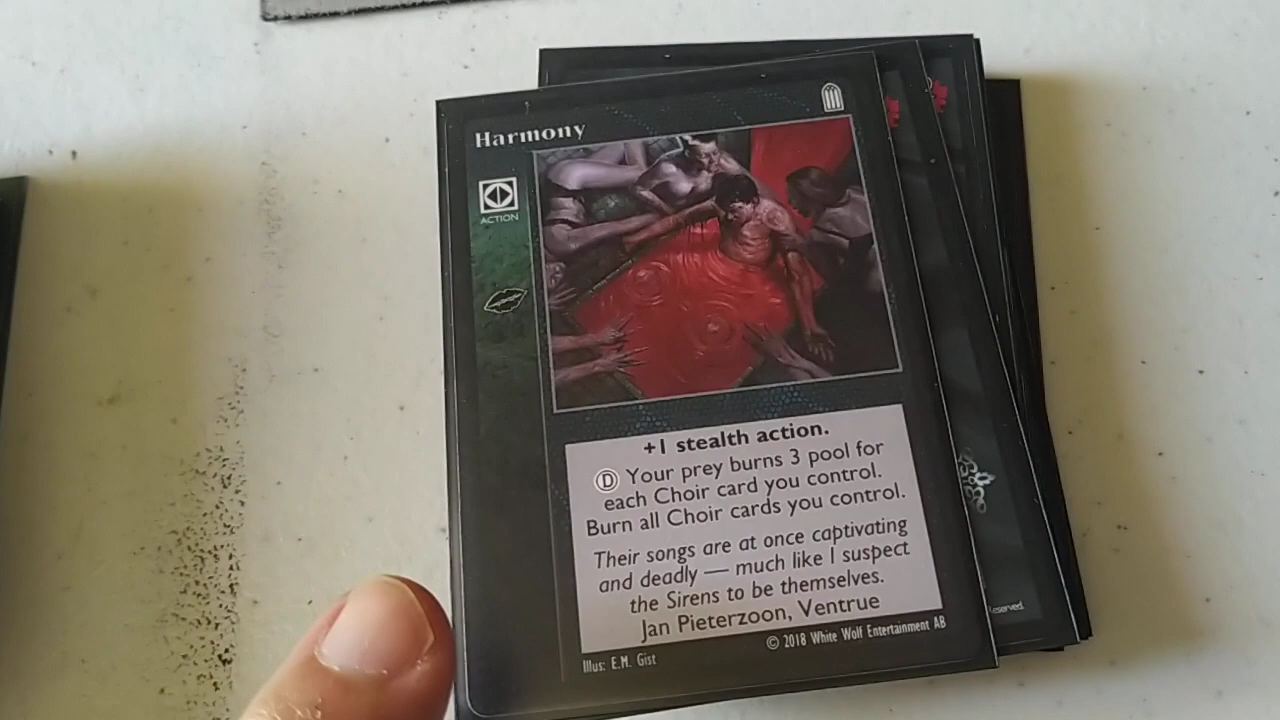 Harmony
ACTION
+1 stealth action.
D Your prey burns 3 pool for
each Choir card you control.
Burn all Choir cards you control.
Their songs are at once captivating
and deadly — much like I suspect
the Sirens to be themselves.
Jan Pieterzoon, Ventrue
© 2018 White Wolf Entertainment AB
Illus: E.M. Gist
Reserved.